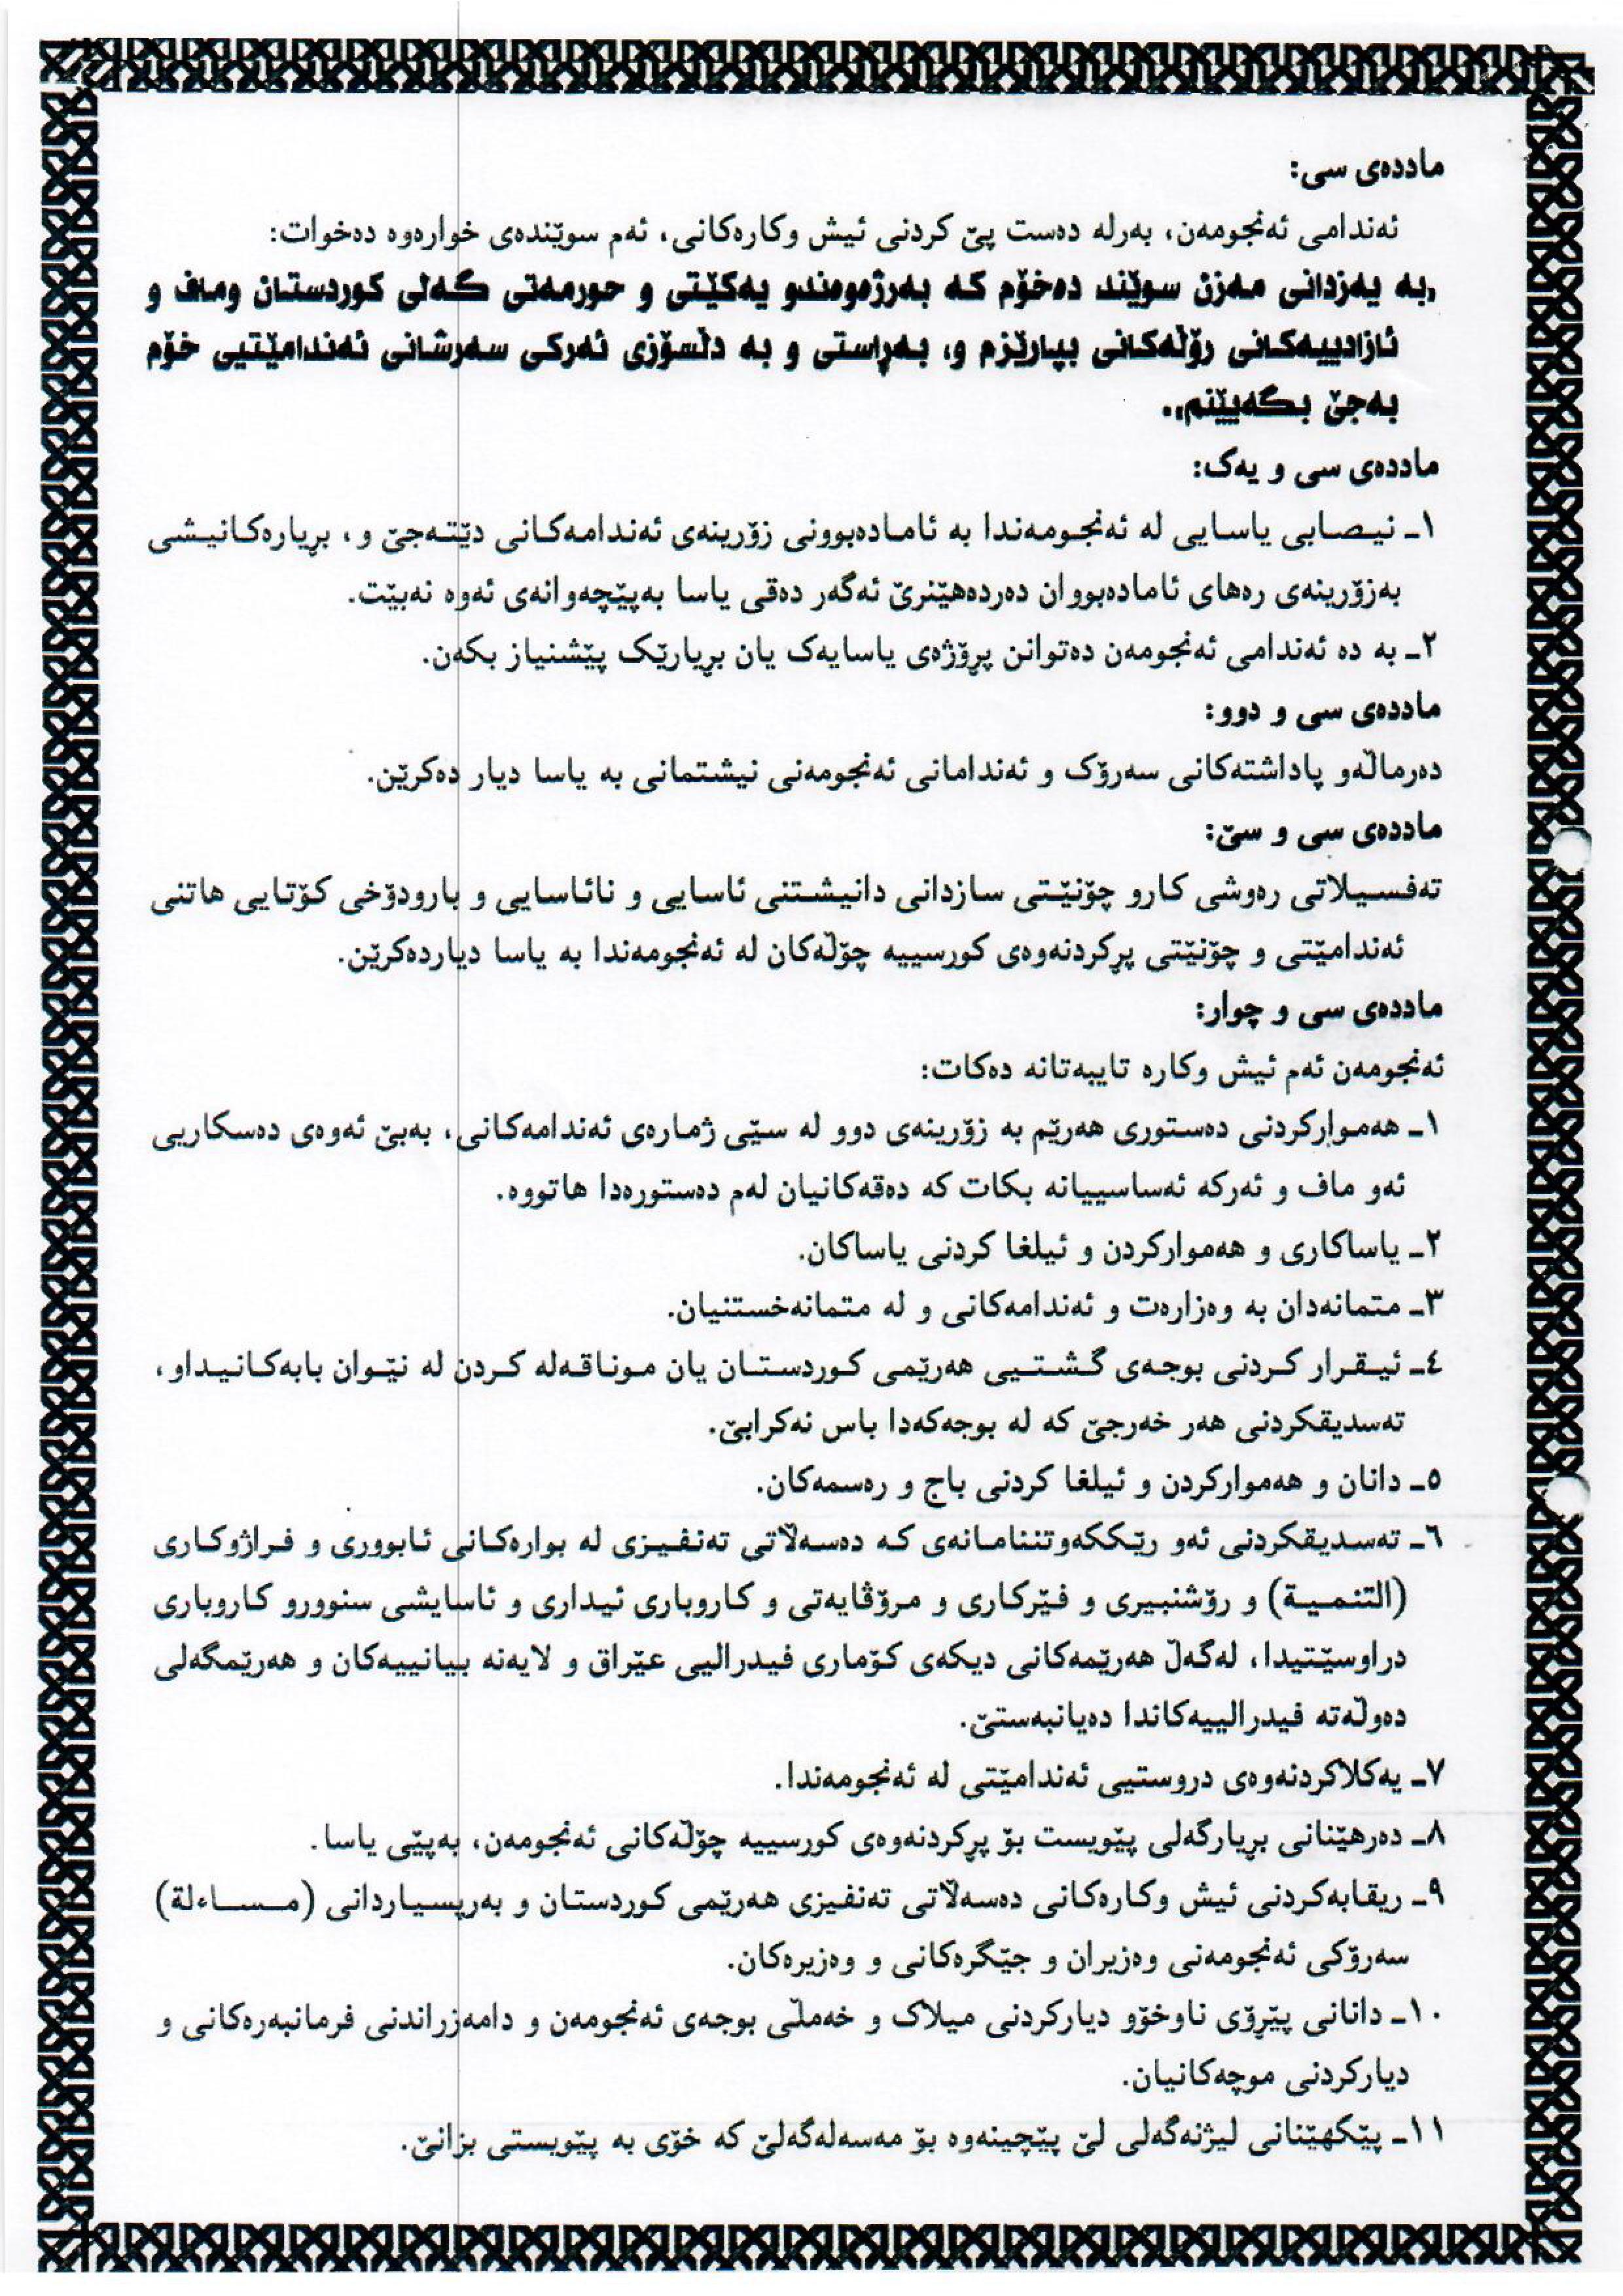 ماددەی سی:
ئەندامی ئەنجومەن، بەرلە دەست پێ کردنی ئیش وکارەکانی، ئەم سوێندەی خوارەوە دەخوات:
«بە یەزدانی مەزن سوێند دەخۆم کە بەرژەوەندو یەکێتی و حورمەتی گەلی کوردستان وماف و
ئازادییەکانی رۆڵەکانی بپارێزم و، بەڕاستی و بە دڵسۆزی ئەرکی سەرشانی ئەندامێتیی خۆم
بەجێ بگەیێنم».
ماددەی سی و یەک:
١ـ نیصابی یاسایی لە ئەنجومەندا بە ئامادەبوونی زۆرینەی ئەندامەکانی دێتەجێ و، بڕیارەکانیشی
بەزۆرینەی رەهای ئامادەبووان دەردەهێنرێ ئەگەر دەقی یاسا بەپێچەوانەی ئەوە نەبێت.
٢ـ بە دە ئەندامی ئەنجومەن دەتوانن پڕۆژەی یاسایەک یان بڕیارێک پێشنیاز بکەن.
ماددەی سی و دوو:
دەرماڵەو پاداشتەکانی سەرۆک و ئەندامانی ئەنجومەنی نیشتمانی بە یاسا دیار دەکرێن.
ماددەی سی و سێ:
تەفسیلاتی رەوشی کارو چۆنێتی سازدانی دانیشتنی ئاسایی و نائاسایی و بارودۆخی کۆتایی هاتنی
ئەندامێتی و چۆنێتی پڕکردنەوەی کورسییە چۆڵەکان لە ئەنجومەندا بە یاسا دیاردەکرێن.
ماددەی سی و چوار:
ئەنجومەن ئەم ئیش وکارە تایبەتانە دەکات:
١ـ هەموارکردنی دەستوری هەرێم بە زۆرینەی دوو لە سێی ژمارەی ئەندامەکانی، بەبێ ئەوەی دەسکاریی
ئەو ماف و ئەرکە ئەساسییانە بکات کە دەقەکانیان لەم دەستورەدا هاتووە.
٢ـ یاساکاری و هەموارکردن و ئیلغا کردنی یاساکان.
٣ـ متمانەدان بە وەزارەت و ئەندامەکانی و لە متمانەخستنیان.
٤ـ ئیقرار کردنی بوجەی گشتیی هەرێمی کوردستان یان موناقەلە کردن لە نێوان بابەکانیداو،
تەسدیقکردنی هەر خەرجێ کە لە بوجەکەدا باس نەکرابێ.
٥ـ دانان و هەموارکردن و ئیلغا کردنی باج و رەسمەکان.
٦ـ تەسدیقکردنی ئەو رێککەوتننامانەی کە دەسەڵاتی تەنفیزی لە بوارەکانی ئابووری و فراژوکاری
(التنمیة) و رۆشنبیری و فێرکاری و مرۆڤایەتی و کاروباری ئیداری و ئاسایشی سنوورو کاروباری
دراوسێتیدا، لەگەڵ هەرێمەکانی دیکەی کۆماری فیدرالیی عێراق و لایەنە بیانییەکان و هەرێمگەلی
دەوڵەتە فیدرالییەکاندا دەیانبەستێ.
٧ـ یەکلاکردنەوەی دروستیی ئەندامێتی لە ئەنجومەندا.
٨ـ دەرهێنانی بڕیارگەلی پێویست بۆ پڕکردنەوەی کورسییە چۆڵەکانی ئەنجومەن، بەپێی یاسا.
٩ـ ریقابەکردنی ئیش وکارەکانی دەسەڵاتی تەنفیزی هەرێمی کوردستان و بەرپسیاردانی (مساءلة)
سەرۆکی ئەنجومەنی وەزیران و جێگرەکانی و وەزیرەکان.
١٠ـ دانانی پێڕۆی ناوخۆو دیارکردنی میلاک و خەمڵی بوجەی ئەنجومەن و دامەزراندنی فرمانبەرەکانی و
دیارکردنی موچەکانیان.
١١ـ پێکهێنانی لیژنەگەلی لێ پێچینەوە بۆ مەسەلەگەلێ کە خۆی بە پێویستی بزانێ.